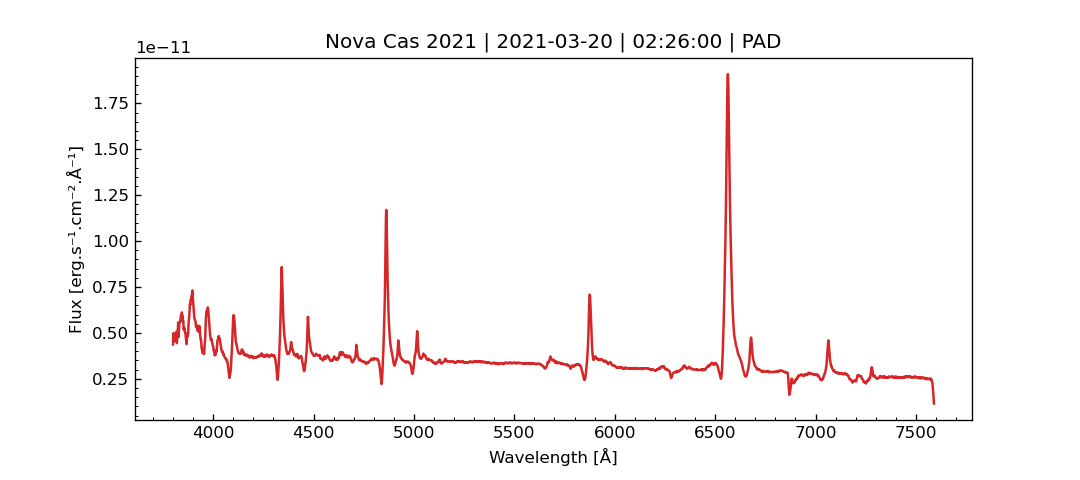 Nova Cas 2021 | 2021-03-20 | 02:26:00 | PAD
1e−11
Flux [erg.s⁻¹.cm⁻².Å⁻¹]
1.75
1.50
1.25
1.00
0.75
0.50
0.25
4000 4500 5000 5500 6000 6500 7000 7500
Wavelength [Å]